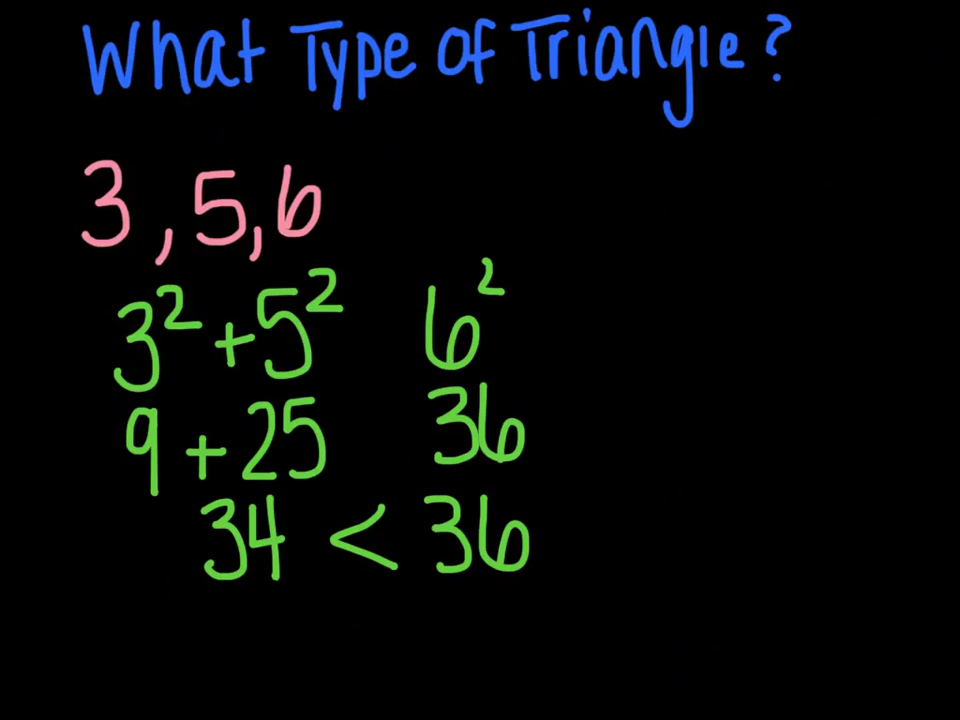 What Type of Triangle?
3, 5, 6
3² + 5² 6²
9 + 25 36
34 < 36